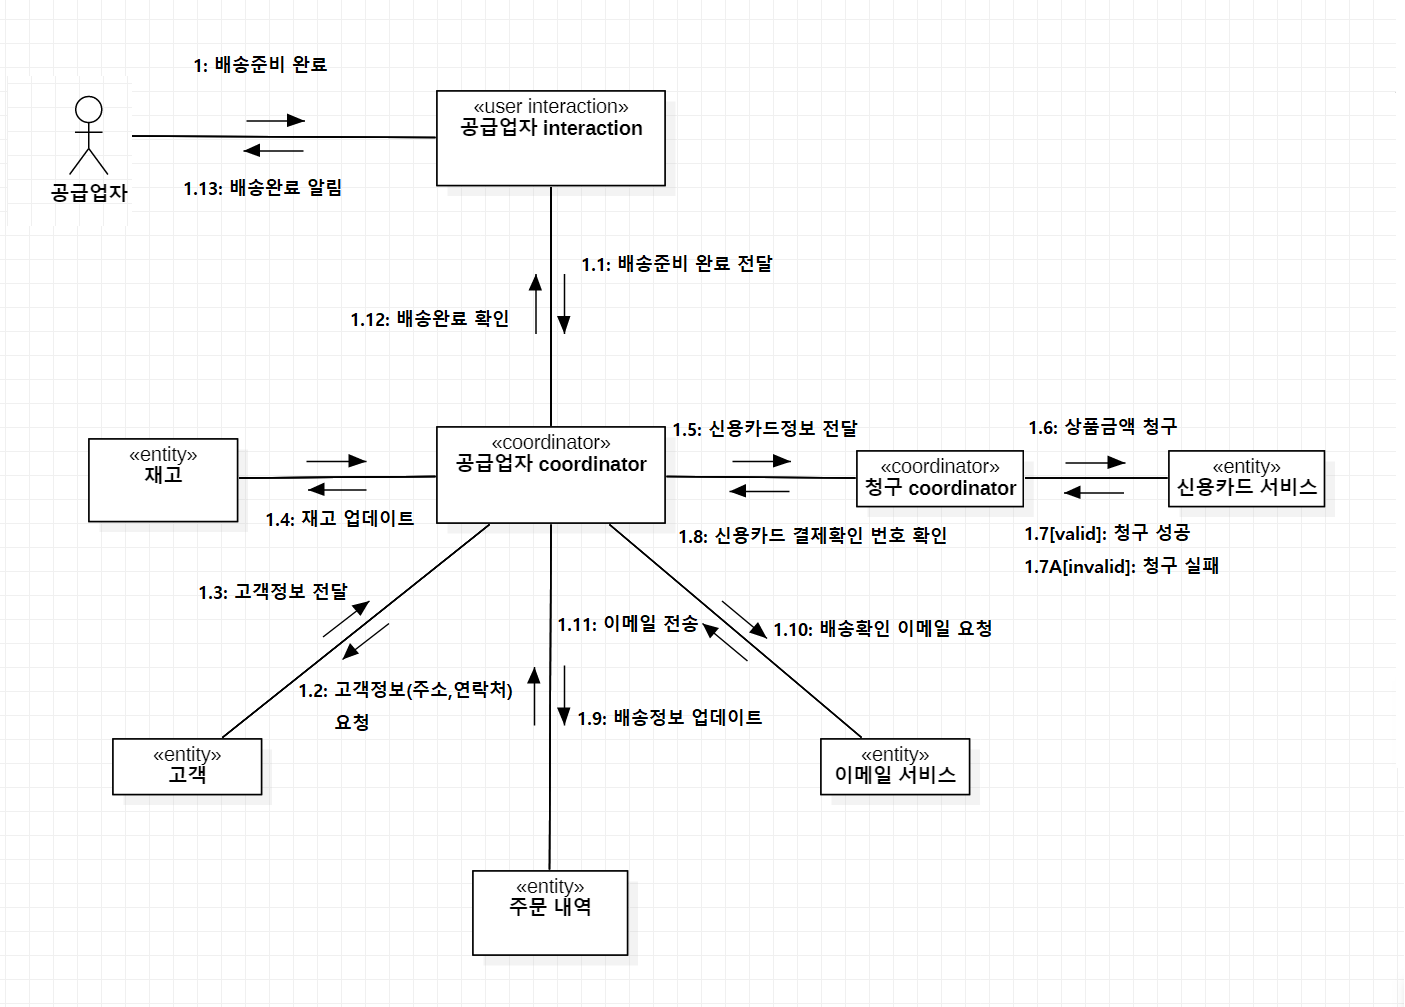 1: 배송준비 완료
«user interaction»
공급업자 interaction
공급업자
1.13: 배송완료 알림
1.1: 배송준비 완료 전달
1.12: 배송완료 확인
«entity»
재고
«coordinator»
공급업자 coordinator
1.5: 신용카드정보 전달
«coordinator»
청구 coordinator
1.6: 상품금액 청구
«entity»
신용카드 서비스
1.4: 재고 업데이트
1.8: 신용카드 결제확인 번호 확인
1.7[valid]: 청구 성공
1.7A[invalid]: 청구 실패
1.3: 고객정보 전달
1.11: 이메일 전송
1.10: 배송확인 이메일 요청
1.2: 고객정보(주소,연락처)
요청
1.9: 배송정보 업데이트
«entity»
고객
«entity»
이메일 서비스
«entity»
주문 내역